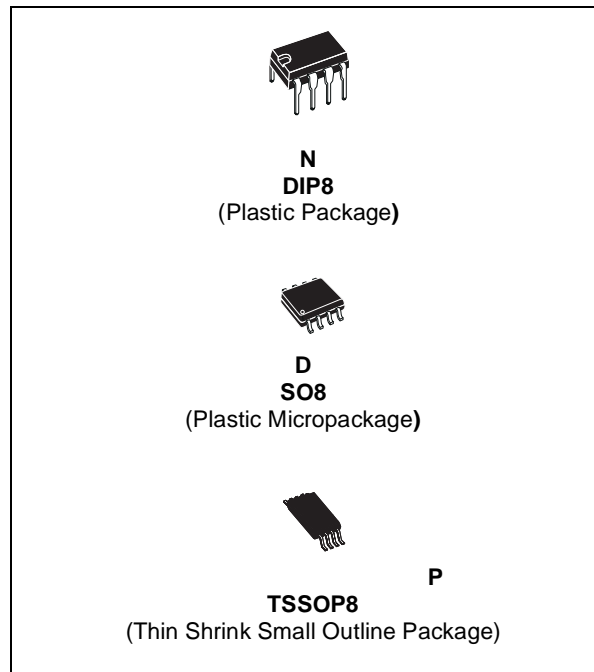 N
DIP8
(Plastic Package)
D
SO8
(Plastic Micropackage)
P
TSSOP8
(Thin Shrink Small Outline Package)